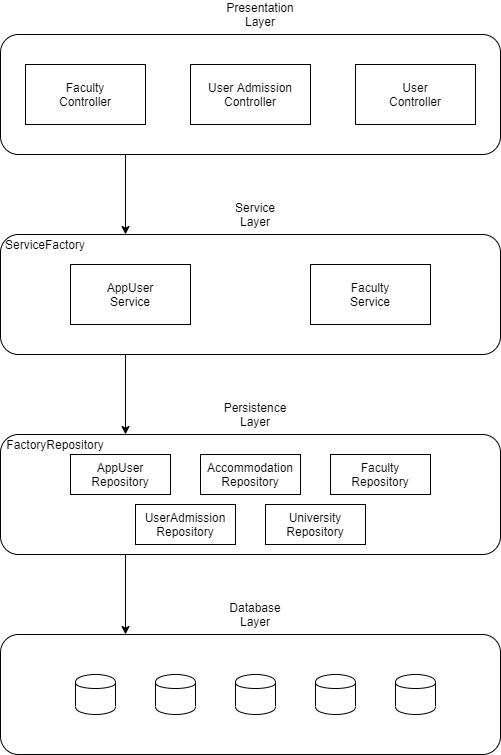 Presentation
Layer
Faculty
Controller
User Admission
Controller
User
Controller
Service
Layer
ServiceFactory
AppUser
Service
Faculty
Service
Persistence
Layer
FactoryRepository
AppUser
Repository
Accommodation
Repository
Faculty
Repository
UserAdmission
Repository
University
Repository
Database
Layer